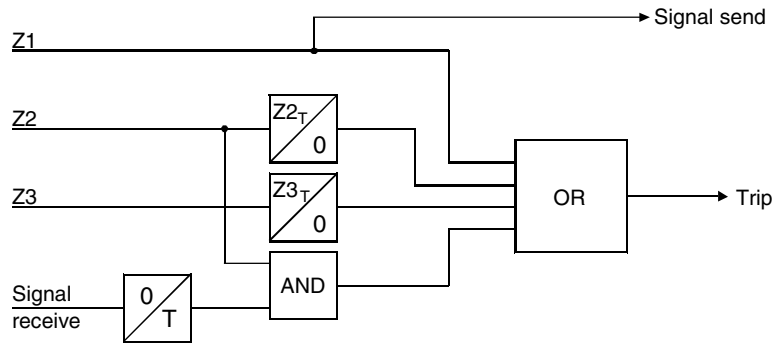 Signal send
Z1
Z2
Z2T
0
Z3
Z3T
0
OR
Trip
AND
Signal
receive
0
T